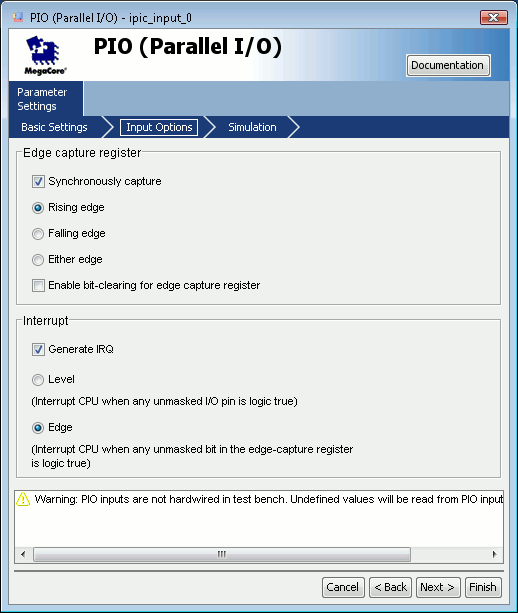 PIO (Parallel I/O) - ipic_input_0
MegaCore®
PIO (Parallel I/O)
Documentation
Parameter
Settings
Basic Settings
Input Options
Simulation
Edge capture register
Synchronously capture
Rising edge
Falling edge
Either edge
Enable bit-clearing for edge capture register
Interrupt
Generate IRQ
Level
(Interrupt CPU when any unmasked I/O pin is logic true)
Edge
(Interrupt CPU when any unmasked bit in the edge-capture register
is logic true)
Warning: PIO inputs are not hardwired in test bench. Undefined values will be read from PIO input
Cancel
< Back
Next >
Finish